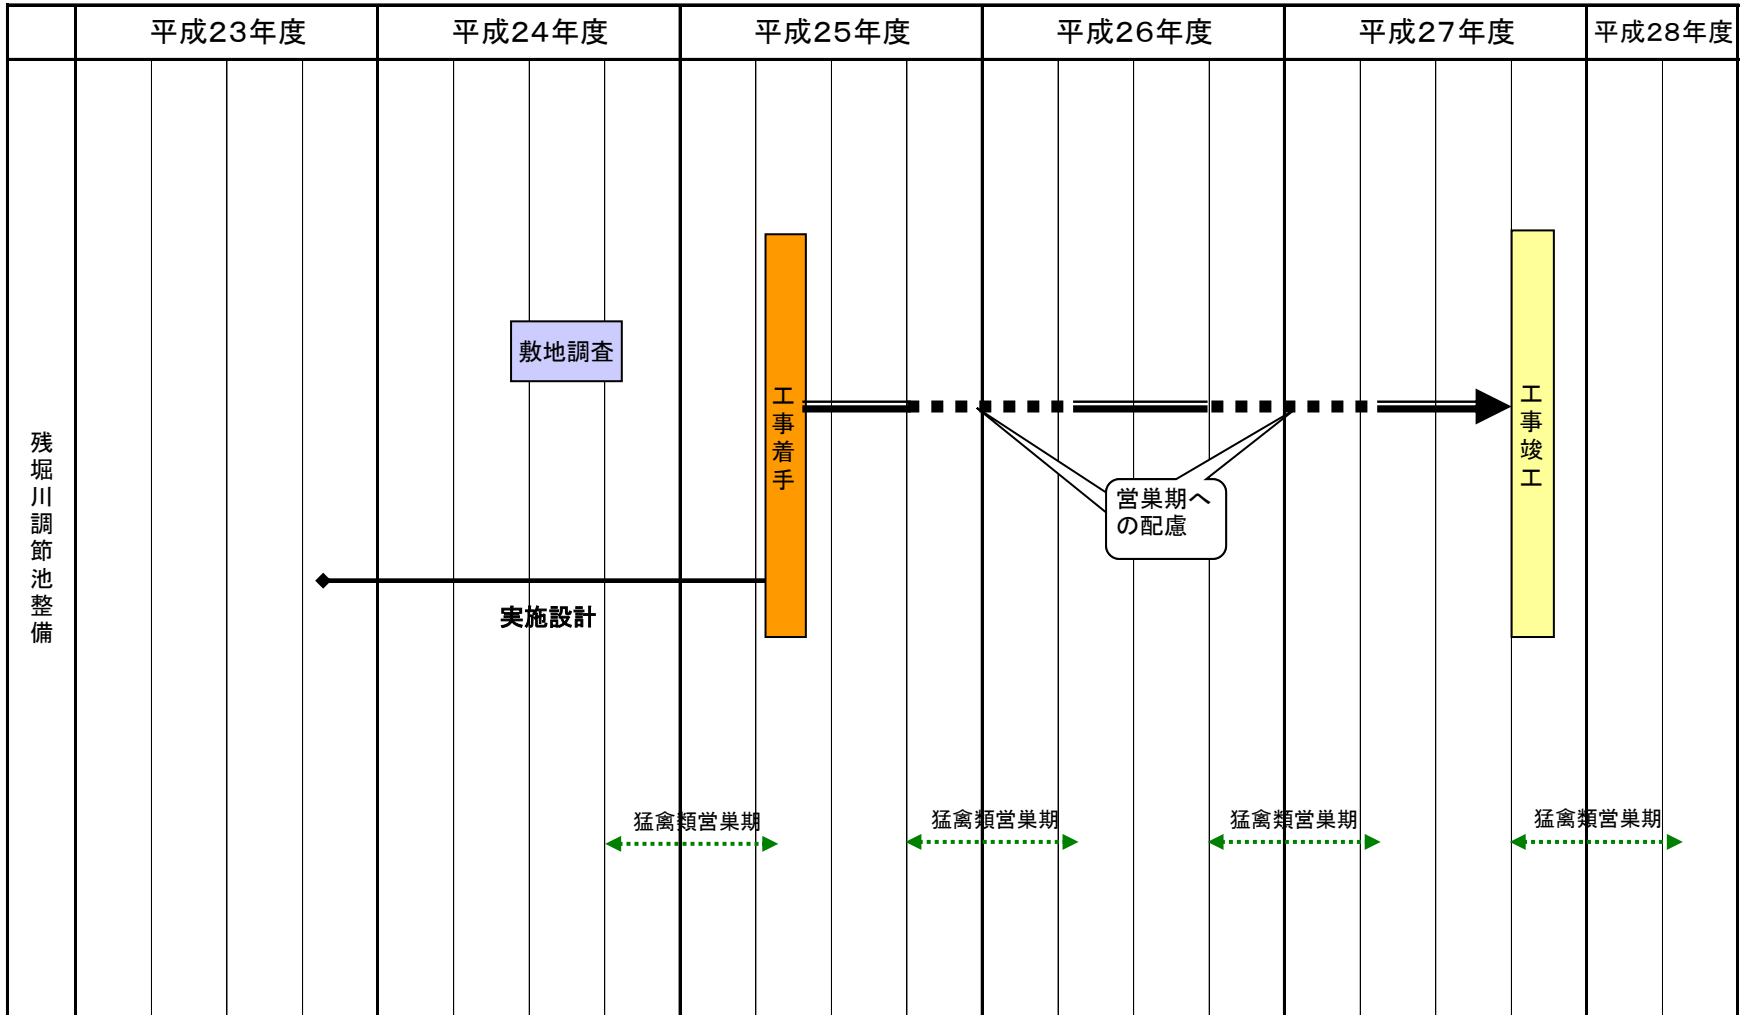 平成23年度
平成24年度
平成25年度
平成26年度
平成27年度
平成28年度
残堀川調節池整備
敷地調査
工事着手
工事竣工
営巣期へ
の配慮
実施設計
猛禽類営巣期
猛禽類営巣期
猛禽類営巣期
猛禽類営巣期